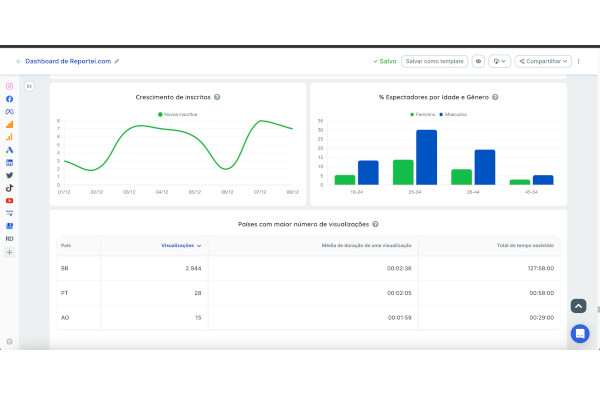 Dashboard de Reportei.com
Salvo
Salvar como template
Compartilhar
Crescimento de inscritos
Novos inscritos
8
7
6
5
4
3
2
1
0
01/12 02/12 03/12 04/12 05/12 06/12 07/12 08/12
% Espectadores por Idade e Gênero
Feminino Masculino
35
30
25
20
15
10
5
0
18-24 25-34 35-44 45-54
Países com maior número de visualizações
País Visualizações Média de duração de uma visualização Total de tempo assistido
BR 2.944 00:02:36 127:58:00
PT 28 00:02:05 00:58:00
AO 15 00:01:59 00:29:00
RD